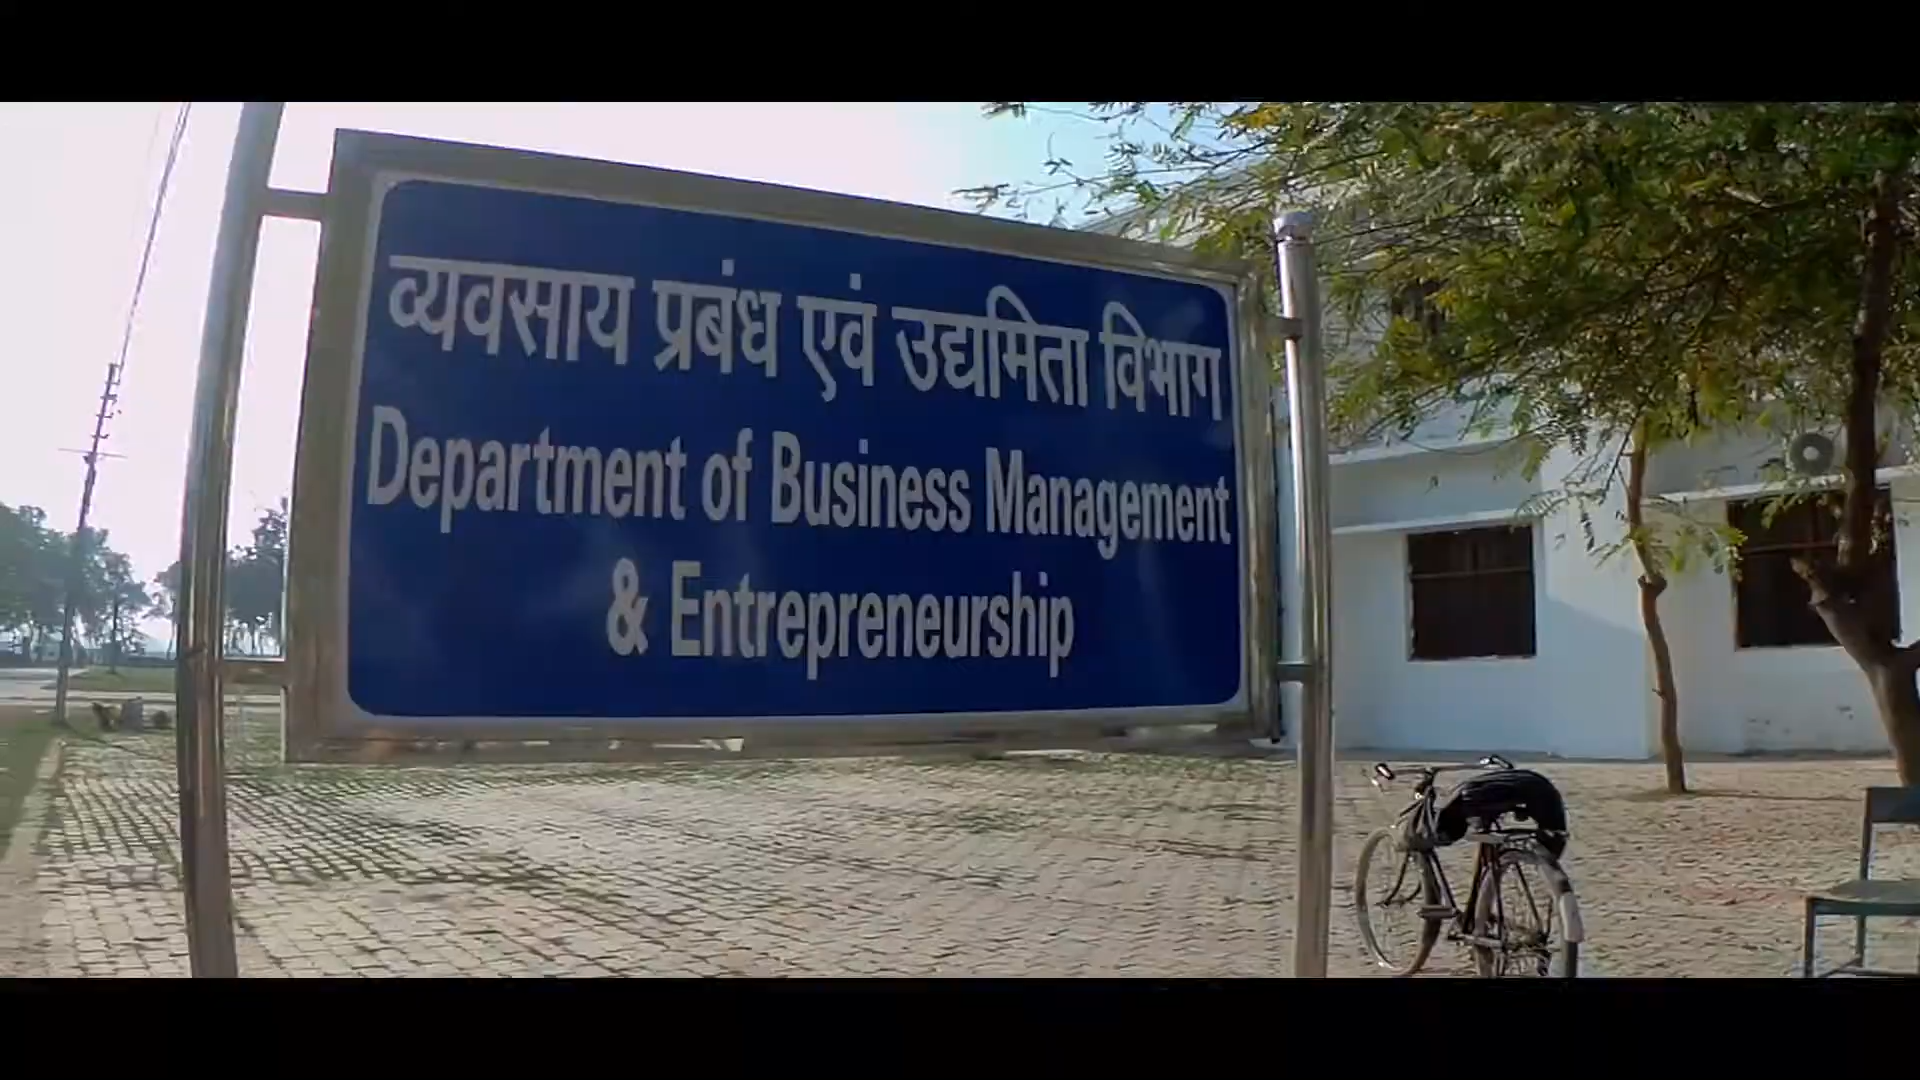 व्यवसाय प्रबंध एवं उद्यमिता विभाग
Department of Business Management
& Entrepreneurship